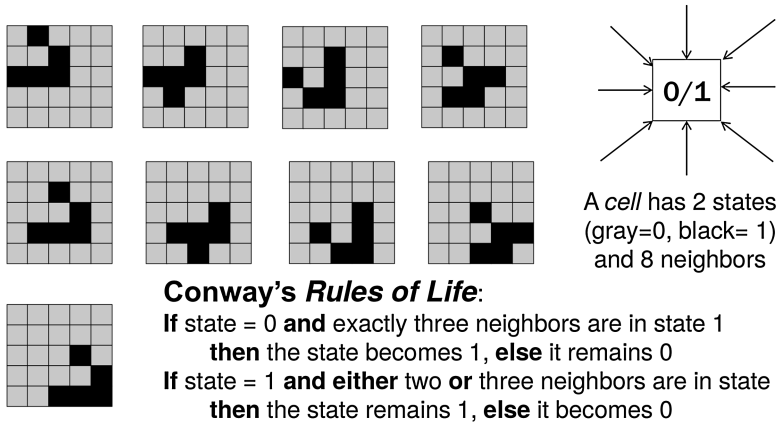 0/1
A cell has 2 states
(gray=0, black= 1)
and 8 neighbors
Conway's Rules of Life:
If state = 0 and exactly three neighbors are in state 1
then the state becomes 1, else it remains 0
If state = 1 and either two or three neighbors are in state
then the state remains 1, else it becomes 0